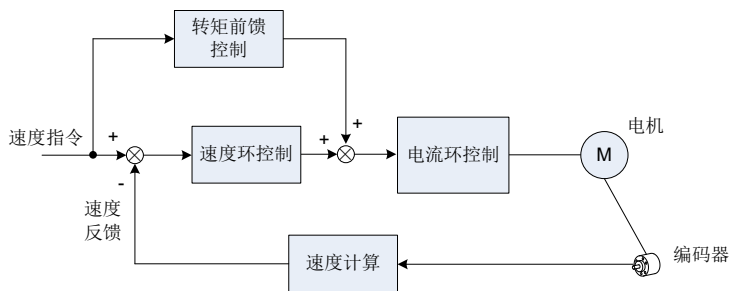 转矩前馈
控制
速度指令
+
+
+
速度环控制
电流环控制
电机
M
-
速度
反馈
速度计算
编码器